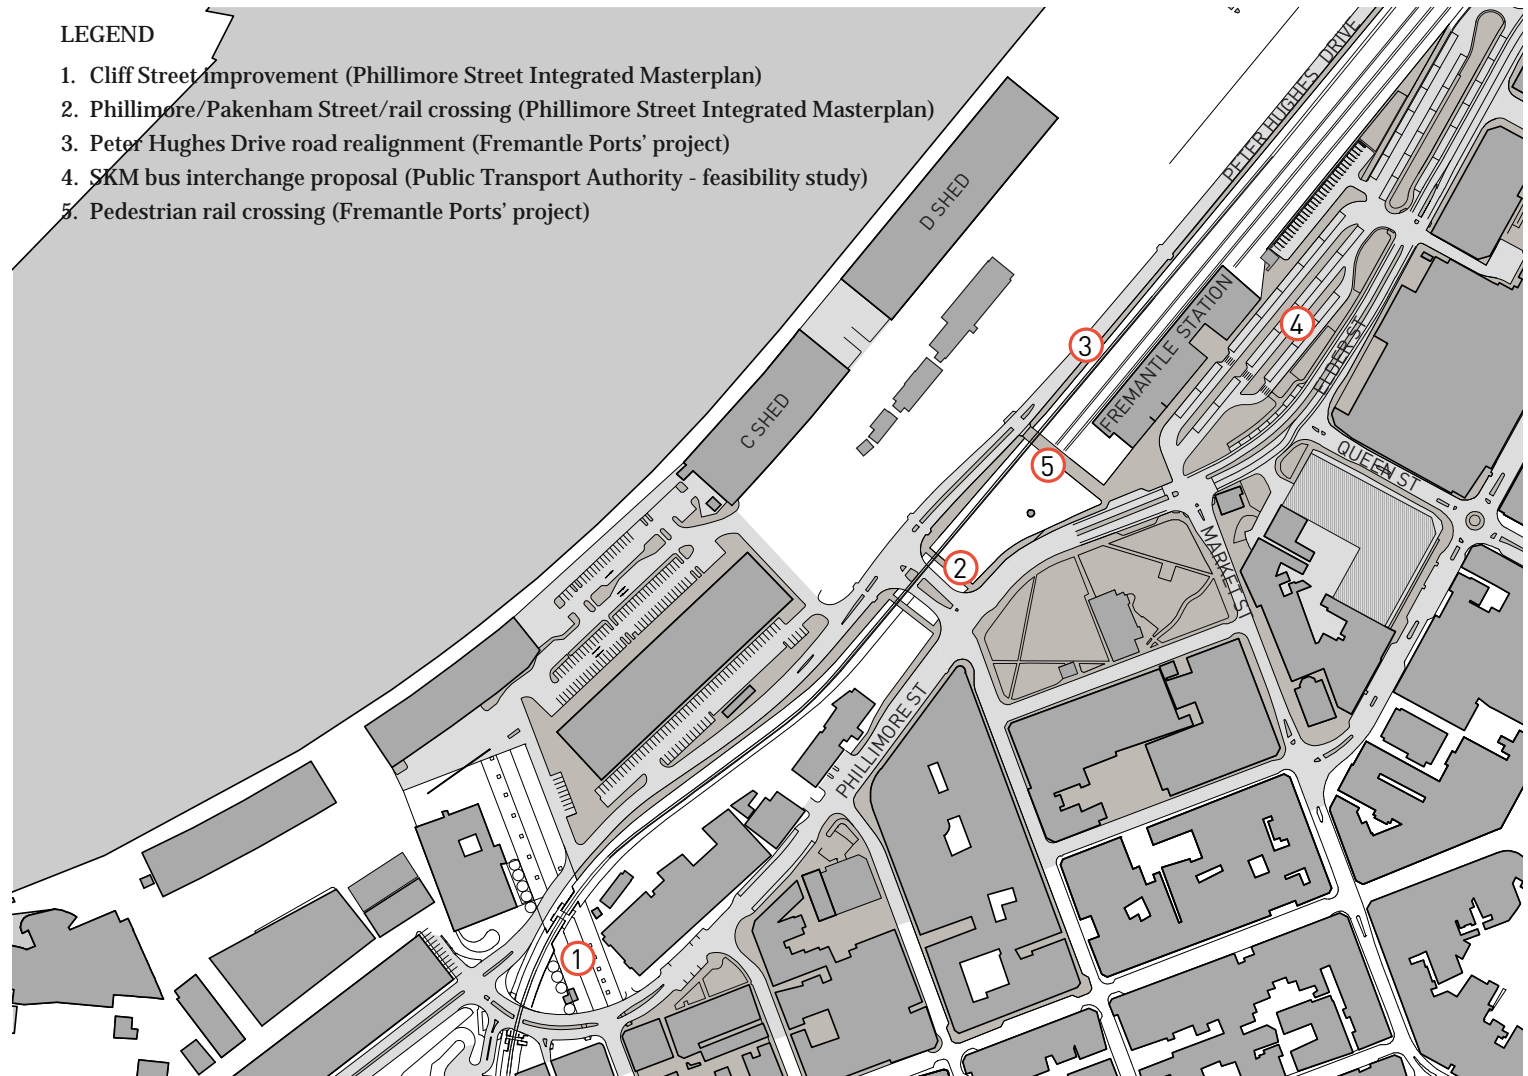 LEGEND
1. Cliff Street improvement (Phillimore Street Integrated Masterplan)
2. Phillimore/Pakenham Street/rail crossing (Phillimore Street Integrated Masterplan)
3. Peter Hughes Drive road realignment (Fremantle Ports’ project)
4. SKM bus interchange proposal (Public Transport Authority - feasibility study)
5. Pedestrian rail crossing (Fremantle Ports’ project)
PETER HUGHES DRIVE
D SHED
FREMANTLE STATION
4
ELDER ST
3
C SHED
5
QUEEN ST
MARKET ST
2
PHILLIMORE ST
1